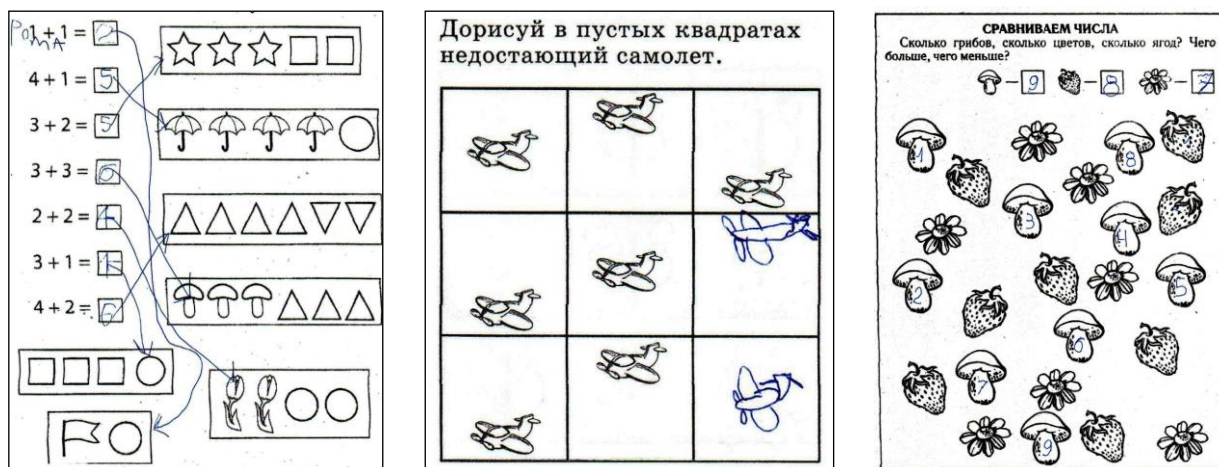 Рома
1 + 1 = 2
4 + 1 = 5
3 + 2 = 5
3 + 3 = 6
2 + 2 = 4
3 + 1 = 4
4 + 2 = 6
Дорисуй в пустых квадратах
недостающий самолет.
СРАВНИВАЕМ ЧИСЛА
Сколько грибов, сколько цветов, сколько ягод? Чего
больше, чего меньше?
– 9 – 8 – 7
1
8
3
4
2
5
6
7
9